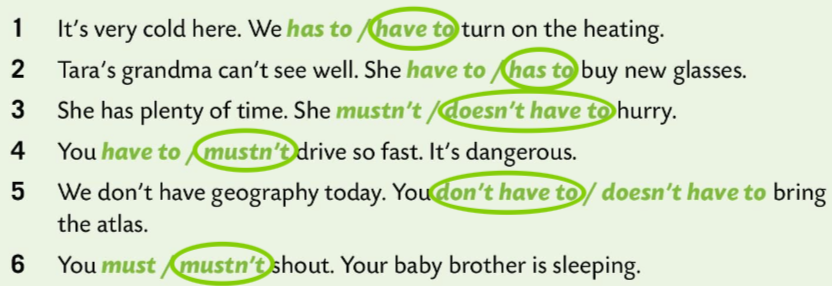 1 It's very cold here. We has to / have to turn on the heating.
2 Tara's grandma can't see well. She have to / has to buy new glasses.
3 She has plenty of time. She mustn't / doesn't have to hurry.
4 You have to / mustn't drive so fast. It's dangerous.
5 We don't have geography today. You don't have to / doesn't have to bring
the atlas.
6 You must / mustn't shout. Your baby brother is sleeping.